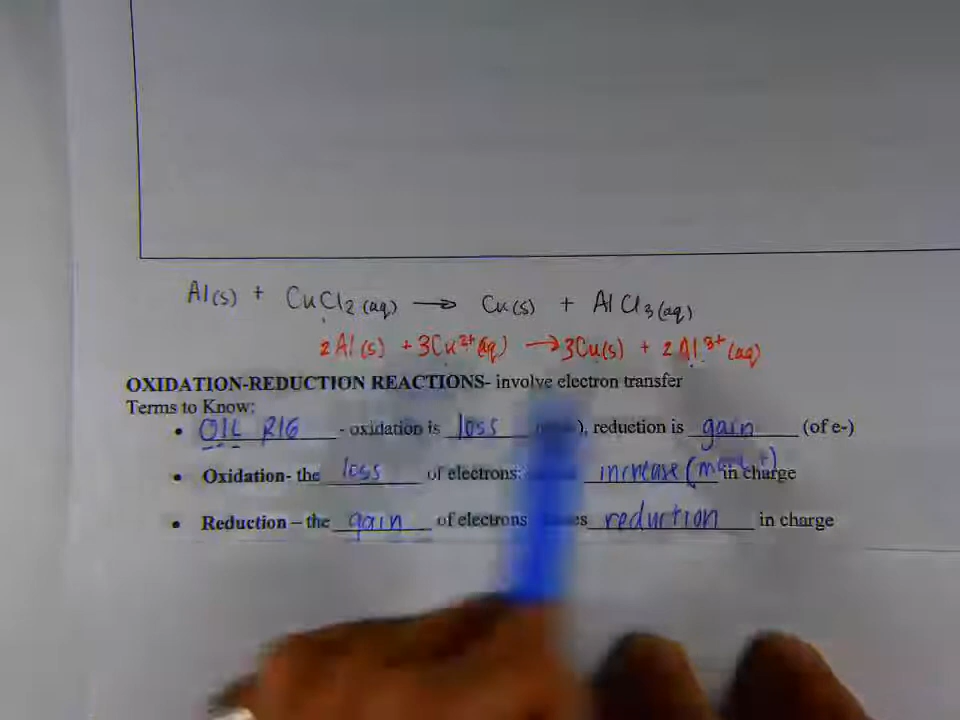 Al(s) + CuCl2(aq) → Cu(s) + AlCl3(aq)
2Al(s) + 3Cu2+(aq) → 3Cu(s) + 2Al3+(aq)
OXIDATION-REDUCTION REACTIONS- involve electron transfer
Terms to Know:
• OIL RIG - oxidation is loss ), reduction is gain (of e-)
• Oxidation- the loss of electrons: increase in charge
• Reduction – the gain of electrons reduction in charge